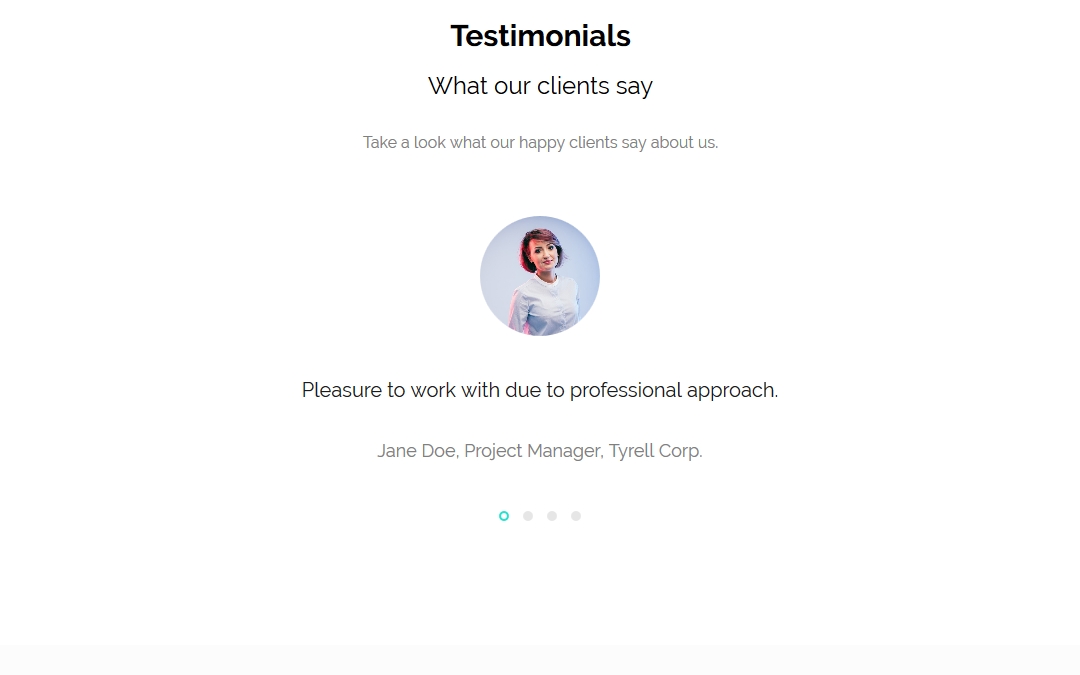 Testimonials
What our clients say
Take a look what our happy clients say about us.
Pleasure to work with due to professional approach.
Jane Doe, Project Manager, Tyrell Corp.